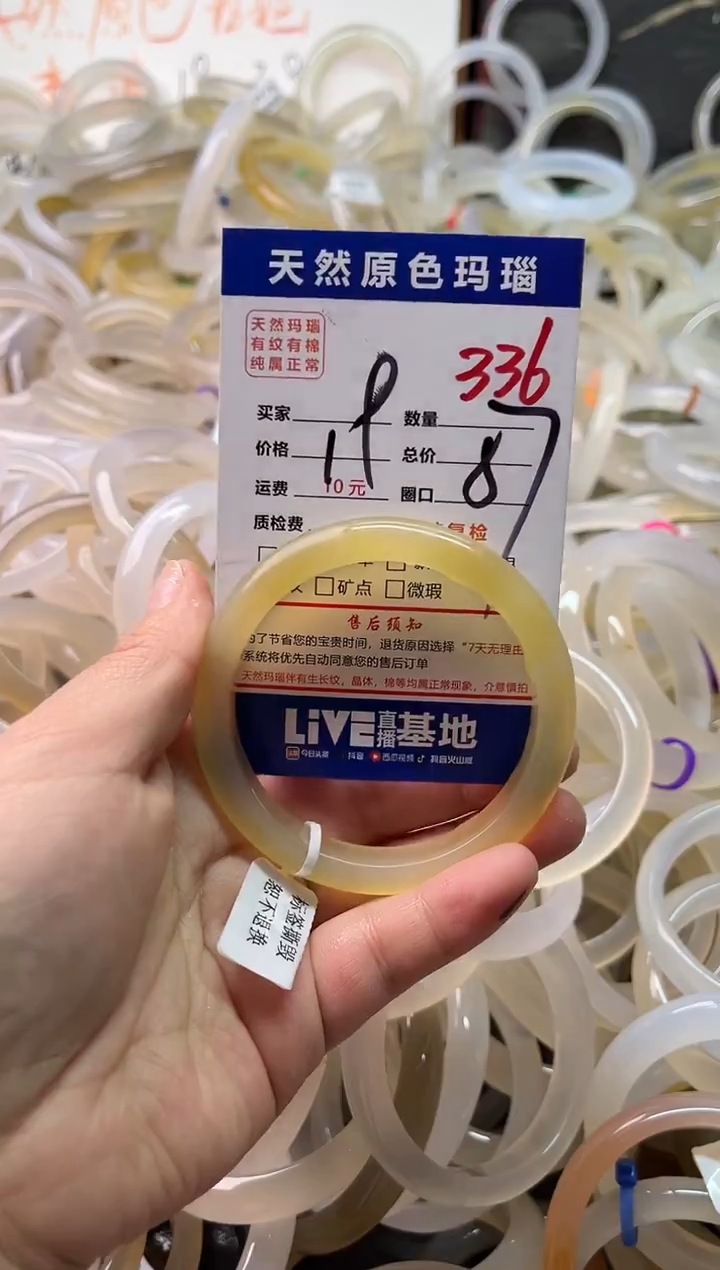 天然原色玛瑙
天然玛瑙
有纹有棉
纯属正常
336
买家 数量
价格 总价
运费 10元 圈口 8
质检费 复检
矿点 微瑕
售后须知
为了节省您的宝贵时间，退货原因选择“7天无理由
系统将优先自动同意您的售后订单
天然玛瑙伴有生长纹，晶体，棉等均属正常现象，介意慎拍
LiVE直播基地
今日头条 抖音 西瓜视频 抖音火山版
标签撕毁
恕不退换